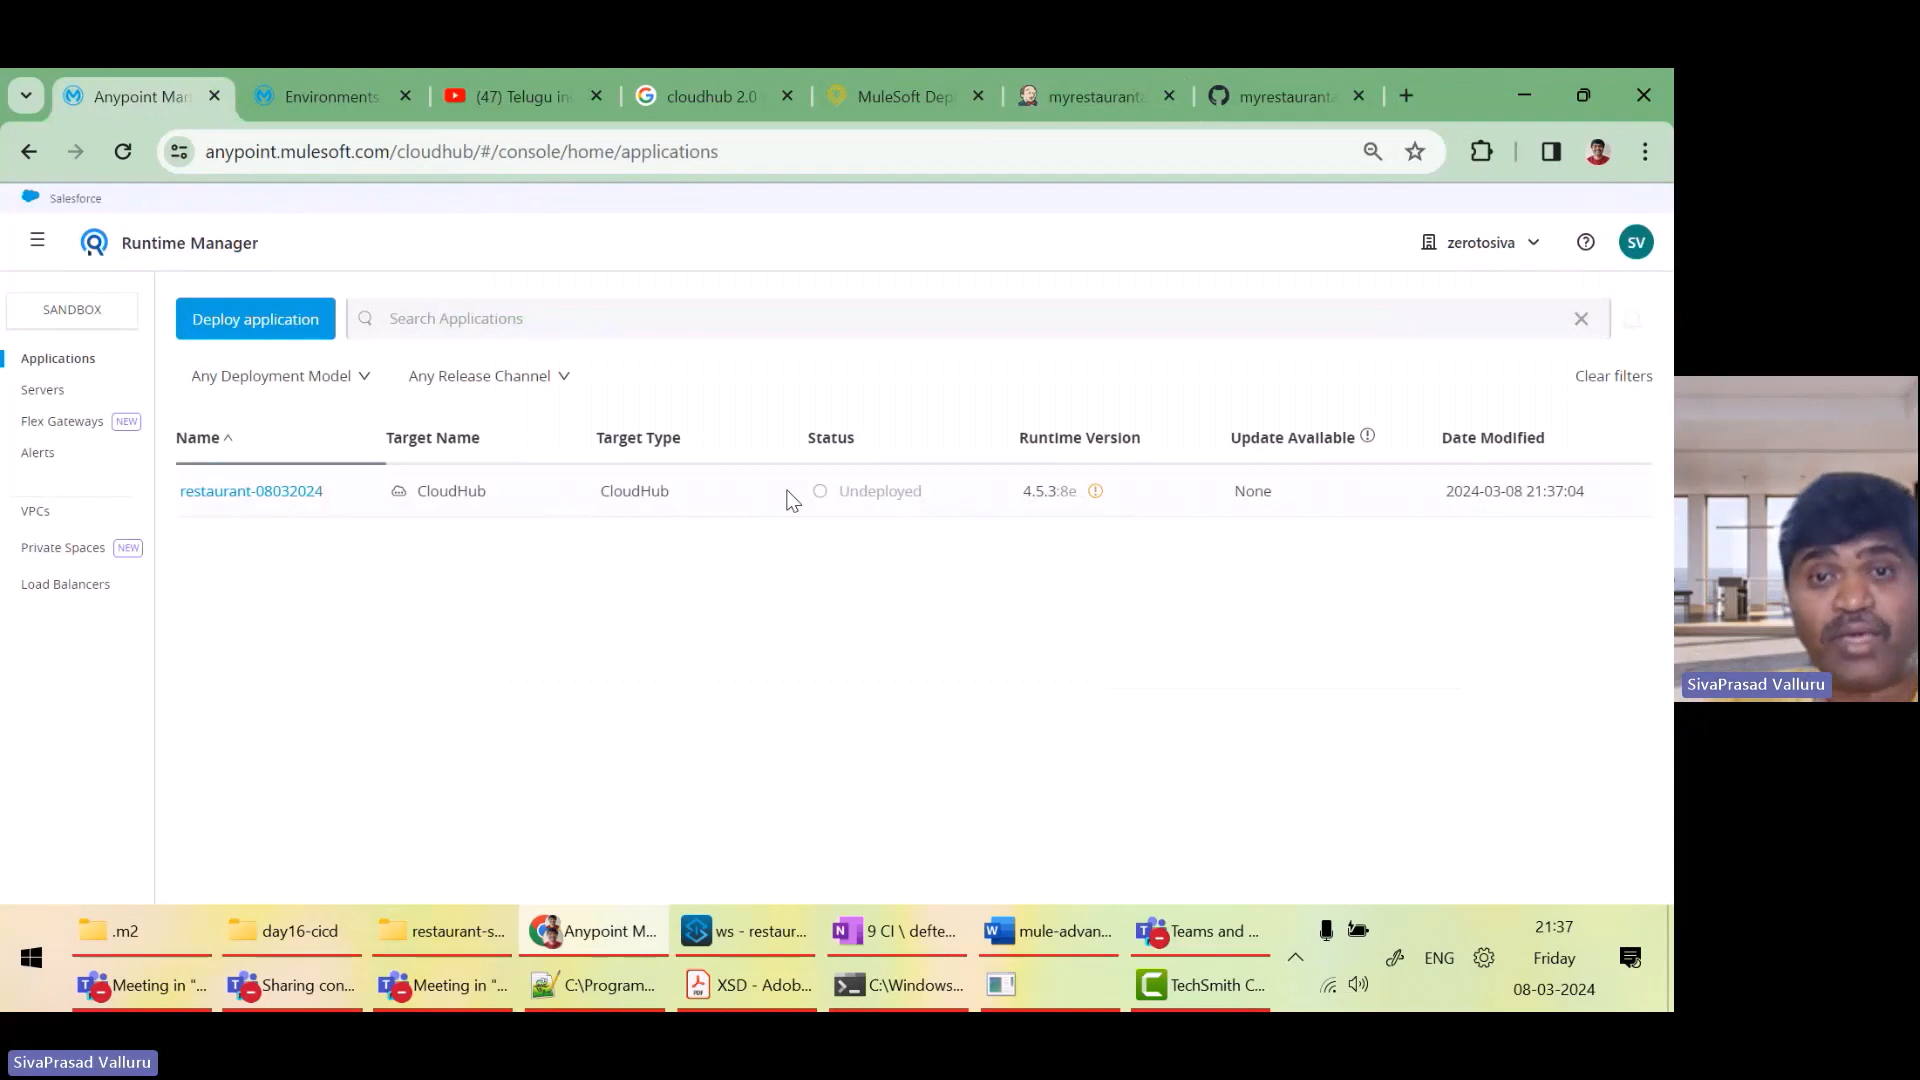 Anypoint Man
Environments
(47) Telugu in
cloudhub 2.0
MuleSoft Dep
myrestaurant
myrestaurant
anypoint.mulesoft.com/cloudhub/#/console/home/applications
Salesforce
Runtime Manager
zerotosiva
SV
SANDBOX
Applications
Servers
Flex Gateways NEW
Alerts
VPCs
Private Spaces NEW
Load Balancers
Deploy application
Search Applications
Any Deployment Model
Any Release Channel
Clear filters
Name
Target Name
Target Type
Status
Runtime Version
Update Available
Date Modified
restaurant-08032024
CloudHub
CloudHub
Undeployed
4.5.3:8e
None
2024-03-08 21:37:04
SivaPrasad Valluru
.m2
day16-cicd
restaurant-s...
Anypoint M...
ws - restaur...
9 CI \ defte...
mule-advan...
Teams and ...
Meeting in "...
Sharing con...
Meeting in "...
C:\Program...
XSD - Adob...
C:\Windows...
TechSmith C...
ENG
21:37
Friday
08-03-2024
SivaPrasad Valluru